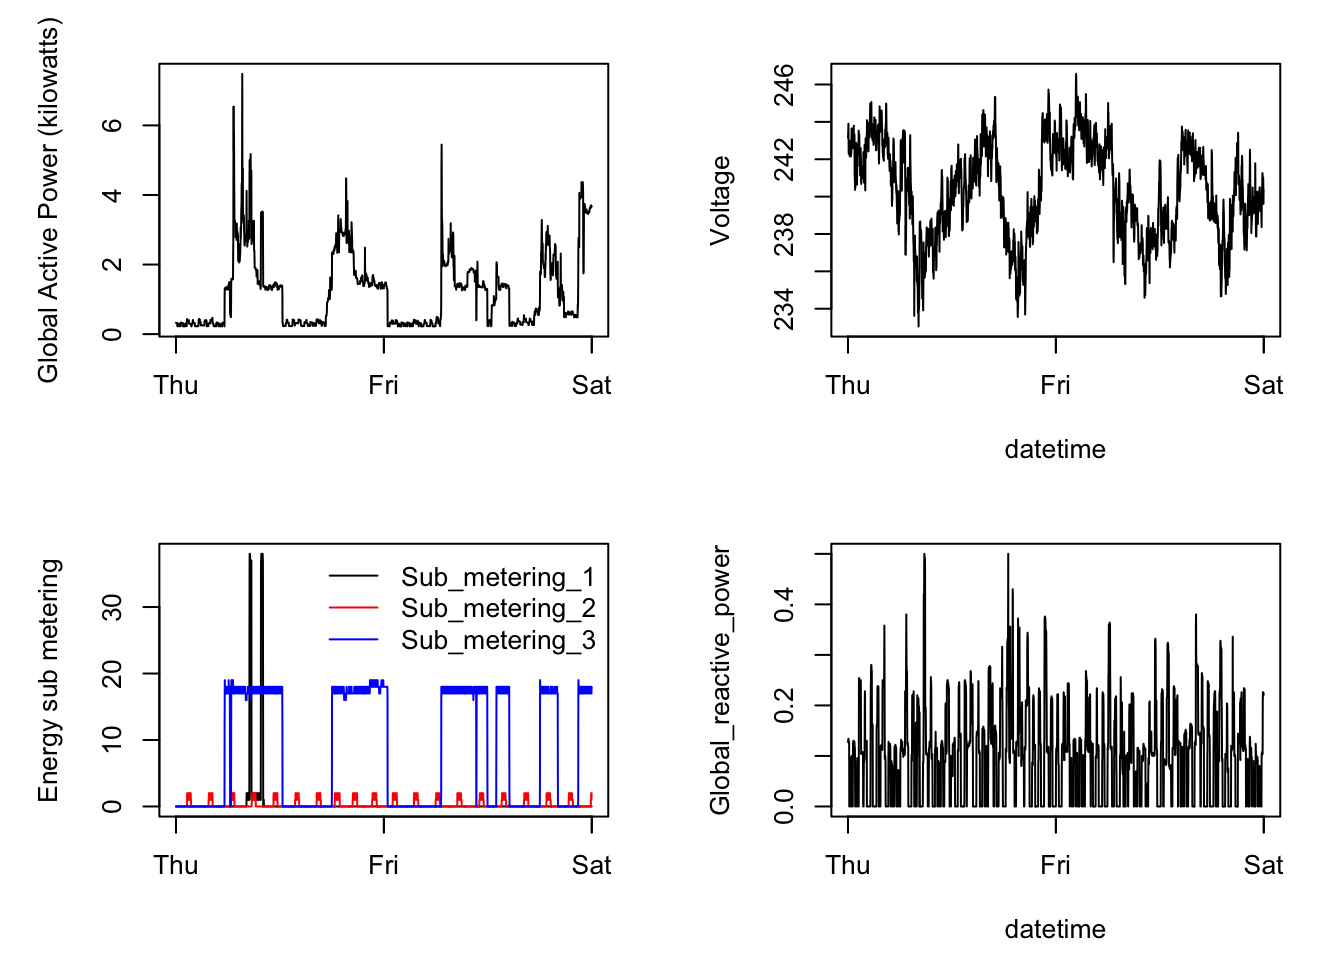 Global Active Power (kilowatts)
6
4
2
0
Thu Fri Sat
Voltage
246
242
238
234
Thu Fri Sat
datetime
Energy sub metering
30
20
10
0
Sub_metering_1
Sub_metering_2
Sub_metering_3
Thu Fri Sat
Global_reactive_power
0.4
0.2
0.0
Thu Fri Sat
datetime